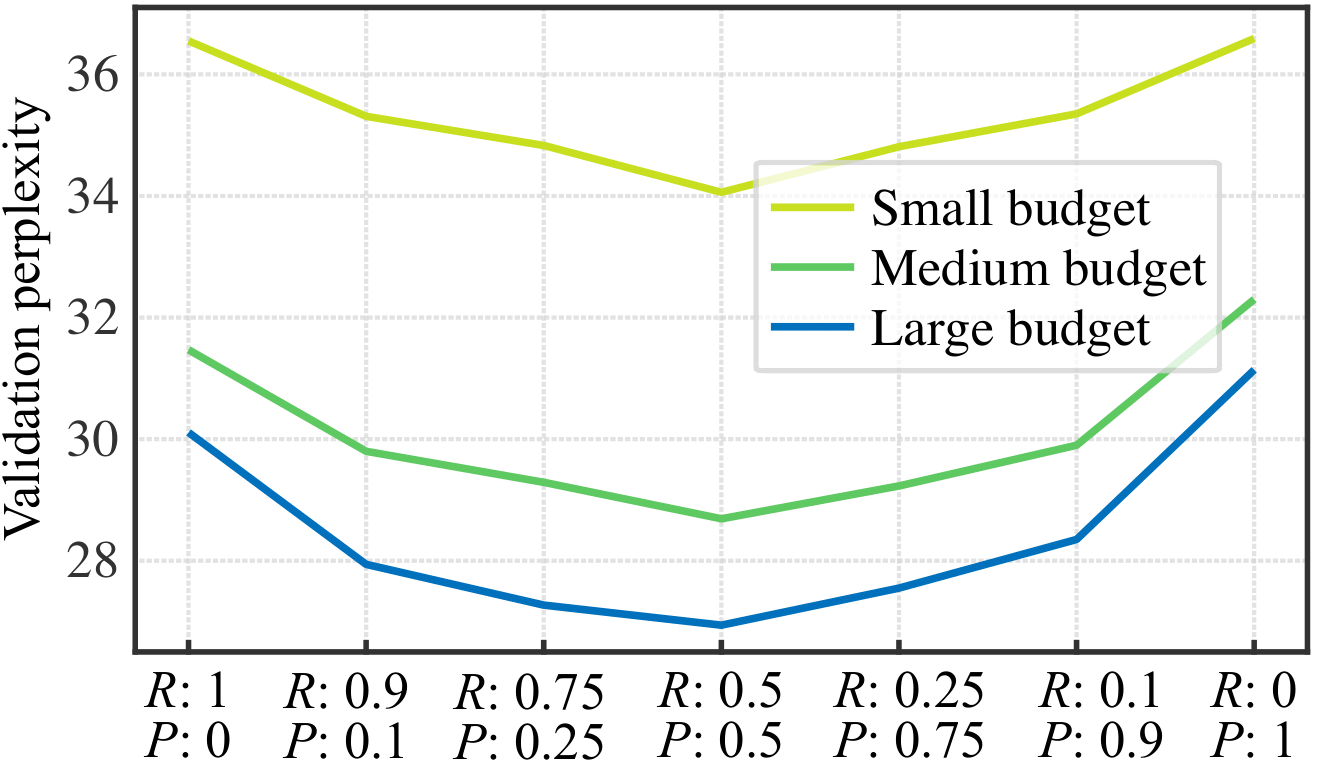 Validation perplexity
36
34
32
30
28
Small budget
Medium budget
Large budget
R: 1 R: 0.9 R: 0.75 R: 0.5 R: 0.25 R: 0.1 R: 0
P: 0 P: 0.1 P: 0.25 P: 0.5 P: 0.75 P: 0.9 P: 1